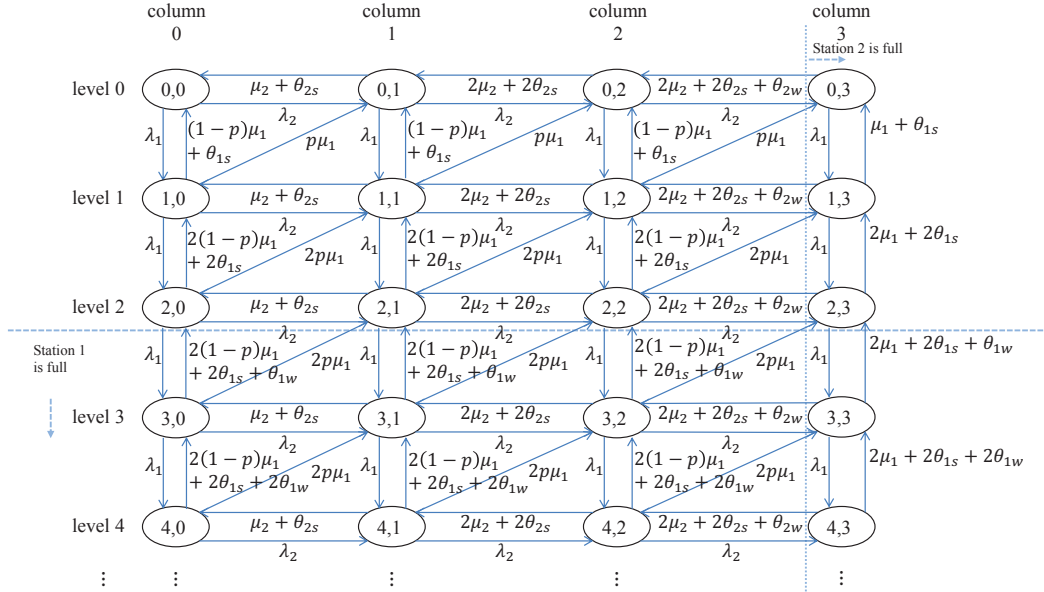 column column column column
0 1 2 3
Station 2 is full
level 0 0,0 μ₂ + θ₂ₛ 0,1 2μ₂ + 2θ₂ₛ 0,2 2μ₂ + 2θ₂ₛ + θ₂w 0,3
λ₂ λ₂ λ₂
λ₁ (1 − p)μ₁ pμ₁ λ₁ (1 − p)μ₁ pμ₁ λ₁ (1 − p)μ₁ pμ₁ λ₁ μ₁ + θ₁ₛ
+ θ₁ₛ + θ₁ₛ + θ₁ₛ
level 1 1,0 μ₂ + θ₂ₛ 1,1 2μ₂ + 2θ₂ₛ 1,2 2μ₂ + 2θ₂ₛ + θ₂w 1,3
λ₂ λ₂ λ₂
λ₁ 2(1 − p)μ₁ 2pμ₁ λ₁ 2(1 − p)μ₁ 2pμ₁ λ₁ 2(1 − p)μ₁ 2pμ₁ λ₁ 2μ₁ + 2θ₁ₛ
+ 2θ₁ₛ + 2θ₁ₛ + 2θ₁ₛ
level 2 2,0 μ₂ + θ₂ₛ 2,1 2μ₂ + 2θ₂ₛ 2,2 2μ₂ + 2θ₂ₛ + θ₂w 2,3
λ₂ λ₂ λ₂
Station 1
is full
λ₁ 2(1 − p)μ₁ 2pμ₁ λ₁ 2(1 − p)μ₁ 2pμ₁ λ₁ 2(1 − p)μ₁ 2pμ₁ λ₁ 2μ₁ + 2θ₁ₛ + θ₁w
+ 2θ₁ₛ + θ₁w + 2θ₁ₛ + θ₁w + 2θ₁ₛ + θ₁w
level 3 3,0 μ₂ + θ₂ₛ 3,1 2μ₂ + 2θ₂ₛ 3,2 2μ₂ + 2θ₂ₛ + θ₂w 3,3
λ₂ λ₂ λ₂
λ₁ 2(1 − p)μ₁ 2pμ₁ λ₁ 2(1 − p)μ₁ 2pμ₁ λ₁ 2(1 − p)μ₁ 2pμ₁ λ₁ 2μ₁ + 2θ₁ₛ + 2θ₁w
+ 2θ₁ₛ + 2θ₁w + 2θ₁ₛ + 2θ₁w + 2θ₁ₛ + 2θ₁w
level 4 4,0 μ₂ + θ₂ₛ 4,1 2μ₂ + 2θ₂ₛ 4,2 2μ₂ + 2θ₂ₛ + θ₂w 4,3
λ₂ λ₂ λ₂
⋮ ⋮ ⋮ ⋮ ⋮